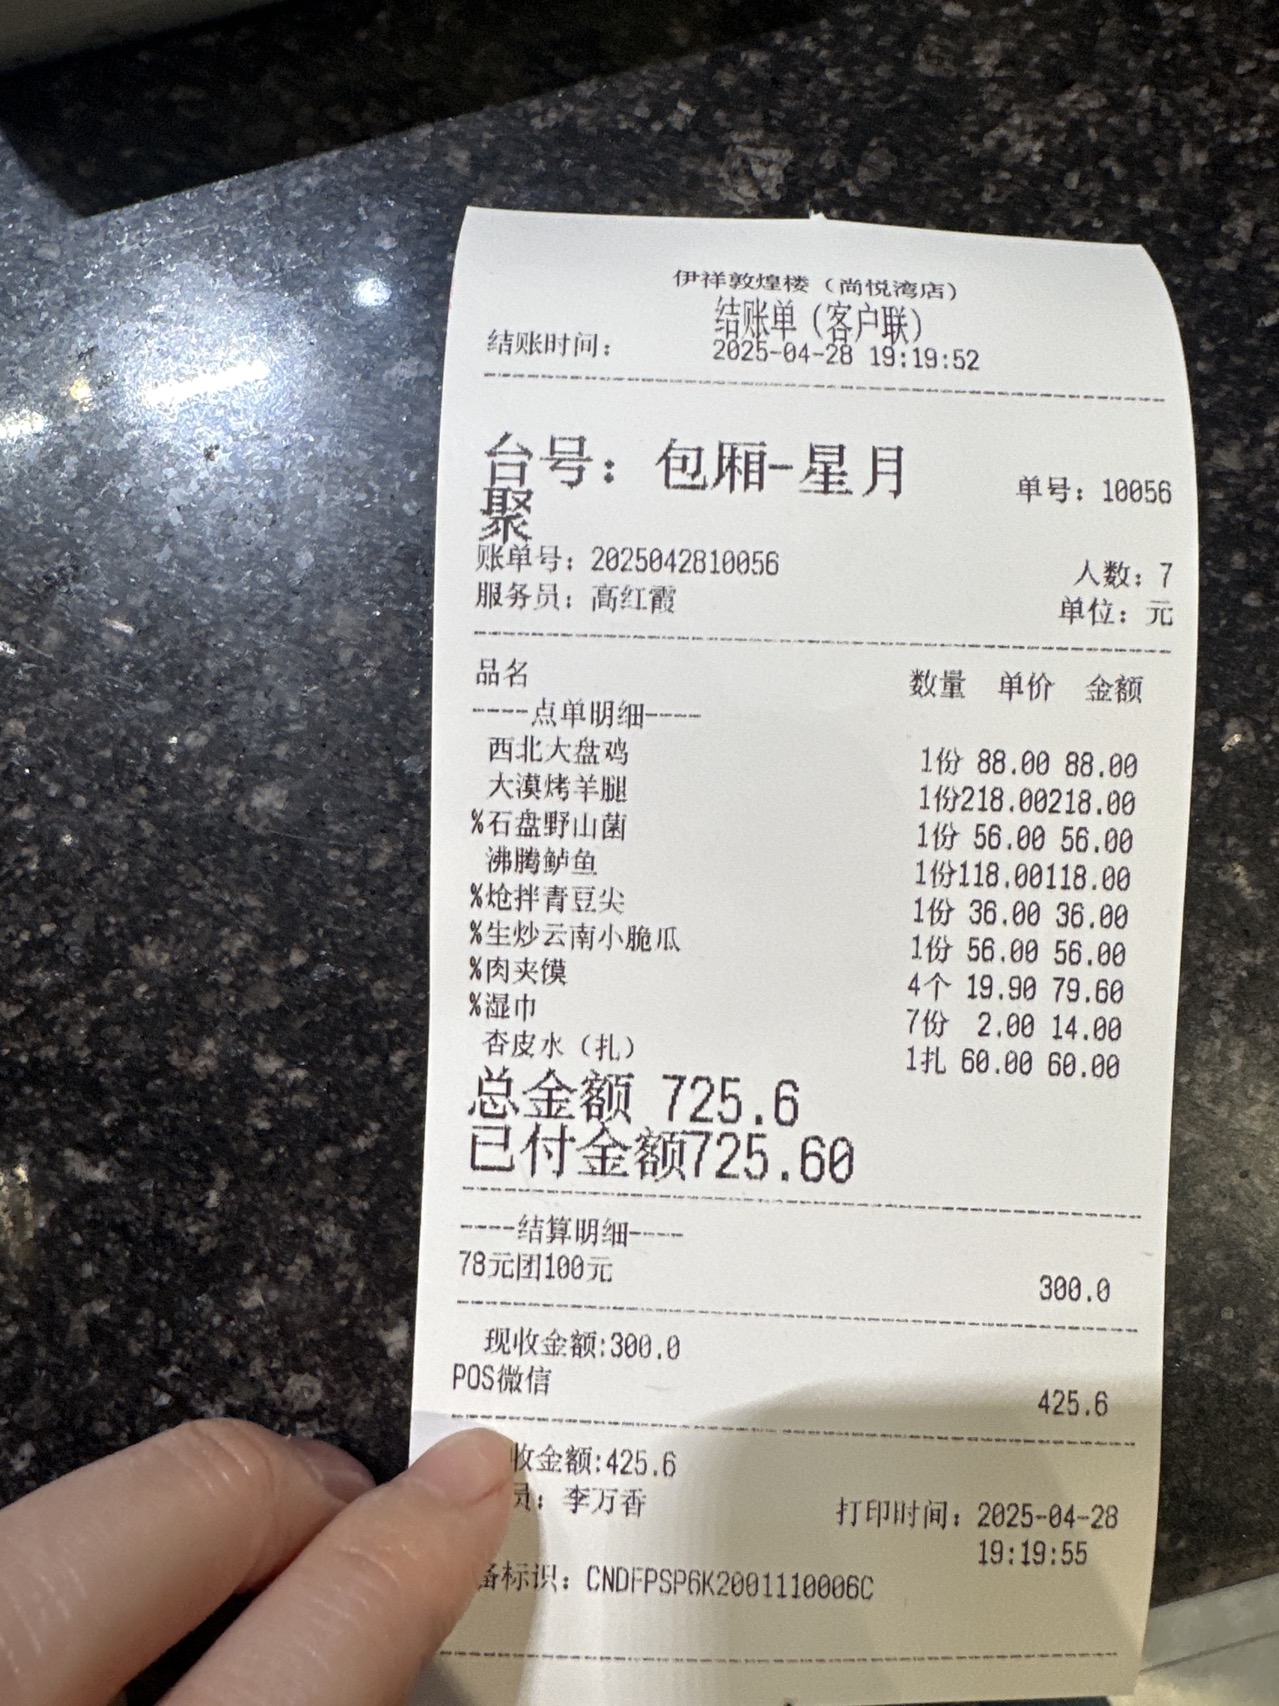 伊祥敦煌楼（尚悦湾店）
结账单（客户联）
结账时间： 2025-04-28 19:19:52
台号：包厢-星月 单号：10056
聚
账单号：2025042810056 人数：7
服务员：高红霞 单位：元
品名 数量 单价 金额
----点单明细----
西北大盘鸡 1份 88.00 88.00
大漠烤羊腿 1份218.00218.00
%石盘野山菌 1份 56.00 56.00
沸腾鲈鱼 1份118.00118.00
%炝拌青豆尖 1份 36.00 36.00
%生炒云南小脆瓜 1份 56.00 56.00
%肉夹馍 4个 19.90 79.60
%湿巾 7份 2.00 14.00
杏皮水（扎） 1扎 60.00 60.00
总金额 725.6
已付金额725.60
----结算明细----
78元团100元 300.0
现收金额:300.0
POS微信 425.6
收金额:425.6
员：李万香 打印时间：2025-04-28
19:19:55
备标识：CNDFPSP6K2001110006C